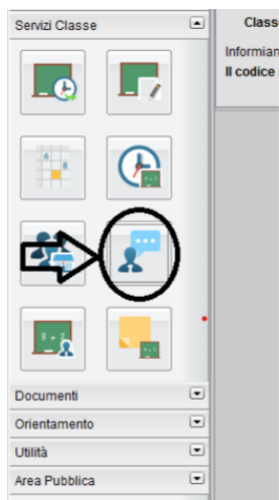 Servizi Classe
Class
Informian
Il codice
3 + 2
Documenti
Orientamento
Utilità
Area Pubblica